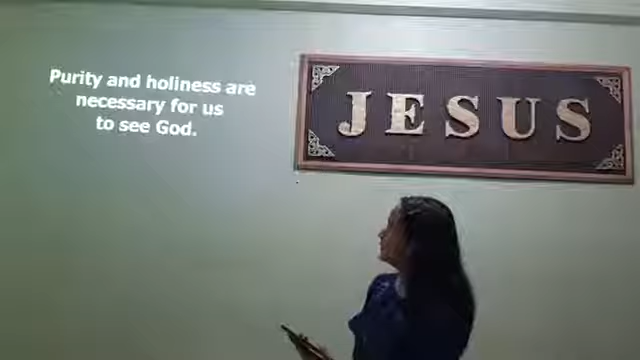 Purity and holiness are
necessary for us
to see God.
JESUS